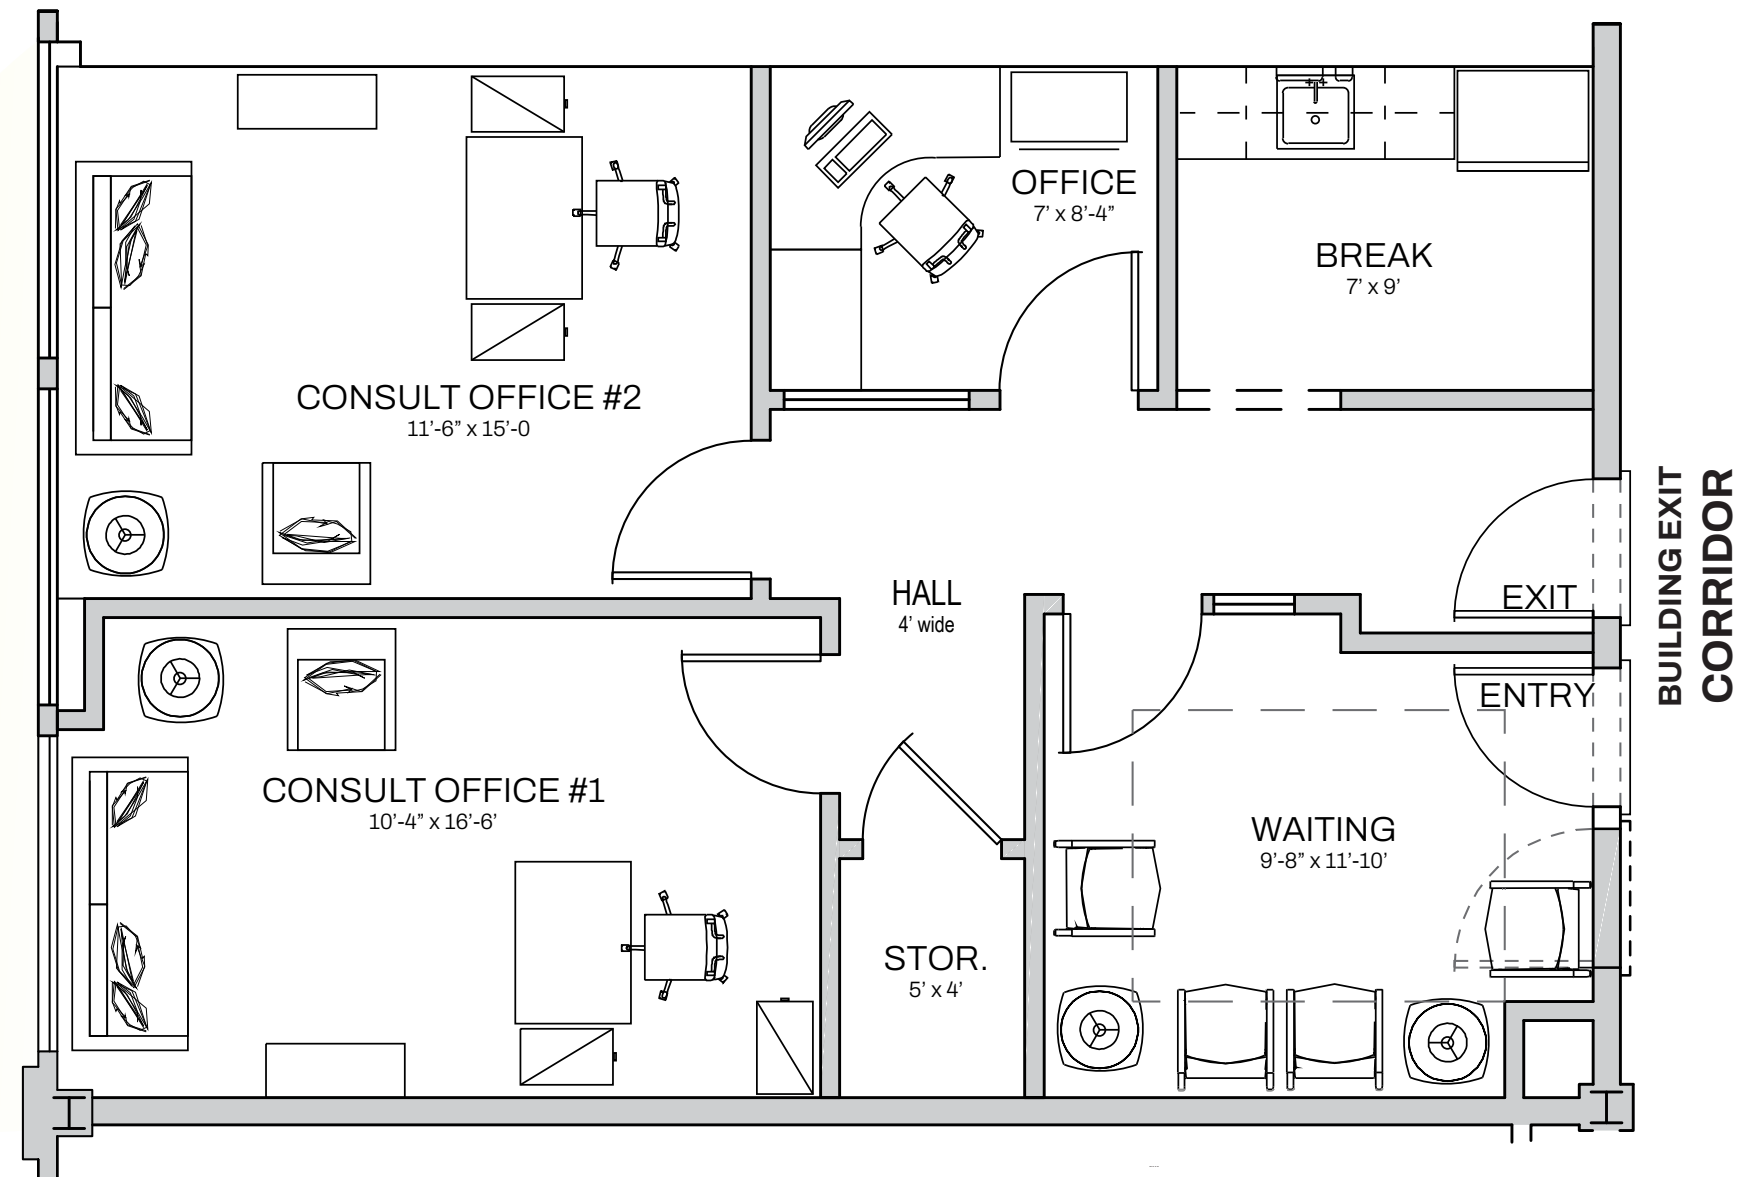 OFFICE
7’ x 8’-4”
BREAK
7’ x 9’
CONSULT OFFICE #2
11’-6” x 15’-0
HALL
4’ wide
EXIT
ENTRY
BUILDING EXIT
CORRIDOR
CONSULT OFFICE #1
10’-4” x 16’-6’
WAITING
9’-8” x 11’-10’
STOR.
5’ x 4’